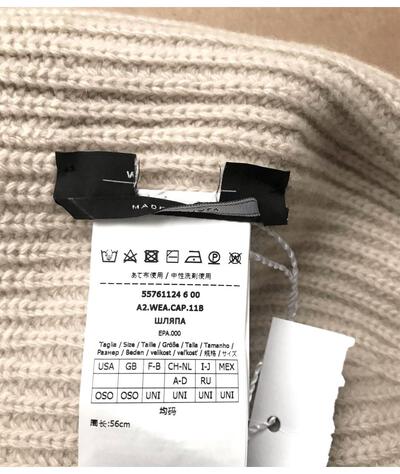 あて布使用 / 中性洗剤使用
55761124 6 00
A2.WEA.CAP.11B
ШЛЯПА
EPA.000
Taglia / Size / Taille / Größe / Talla / Tamanho /
Размер / Beden / velikost / veľkosť / 规格 / サイズ
USA GB F-B CH-NL I-J MEX
A-D RU
OSO OSO UNI UNI UNI UNI
均码
周长:56cm